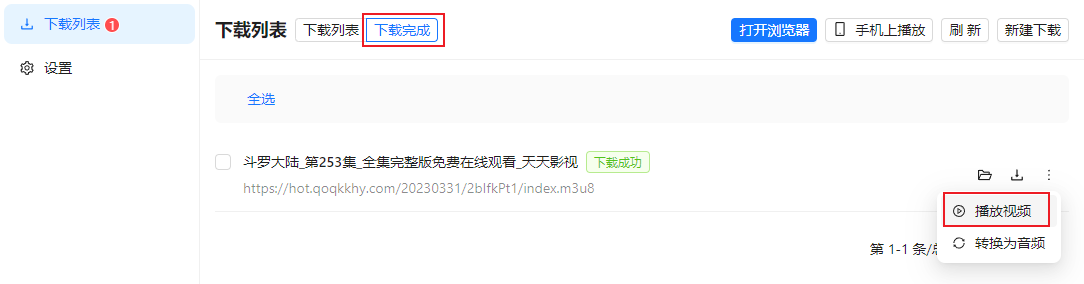 下载列表 1
设置
下载列表 下载列表 下载完成 打开浏览器 手机上播放 刷 新 新建下载
全选
斗罗大陆_第253集_全集完整版免费在线观看_天天影视 下载成功
https://hot.qoqkkhy.com/20230331/2blfkPt1/index.m3u8
播放视频
转换为音频
第 1-1 条/